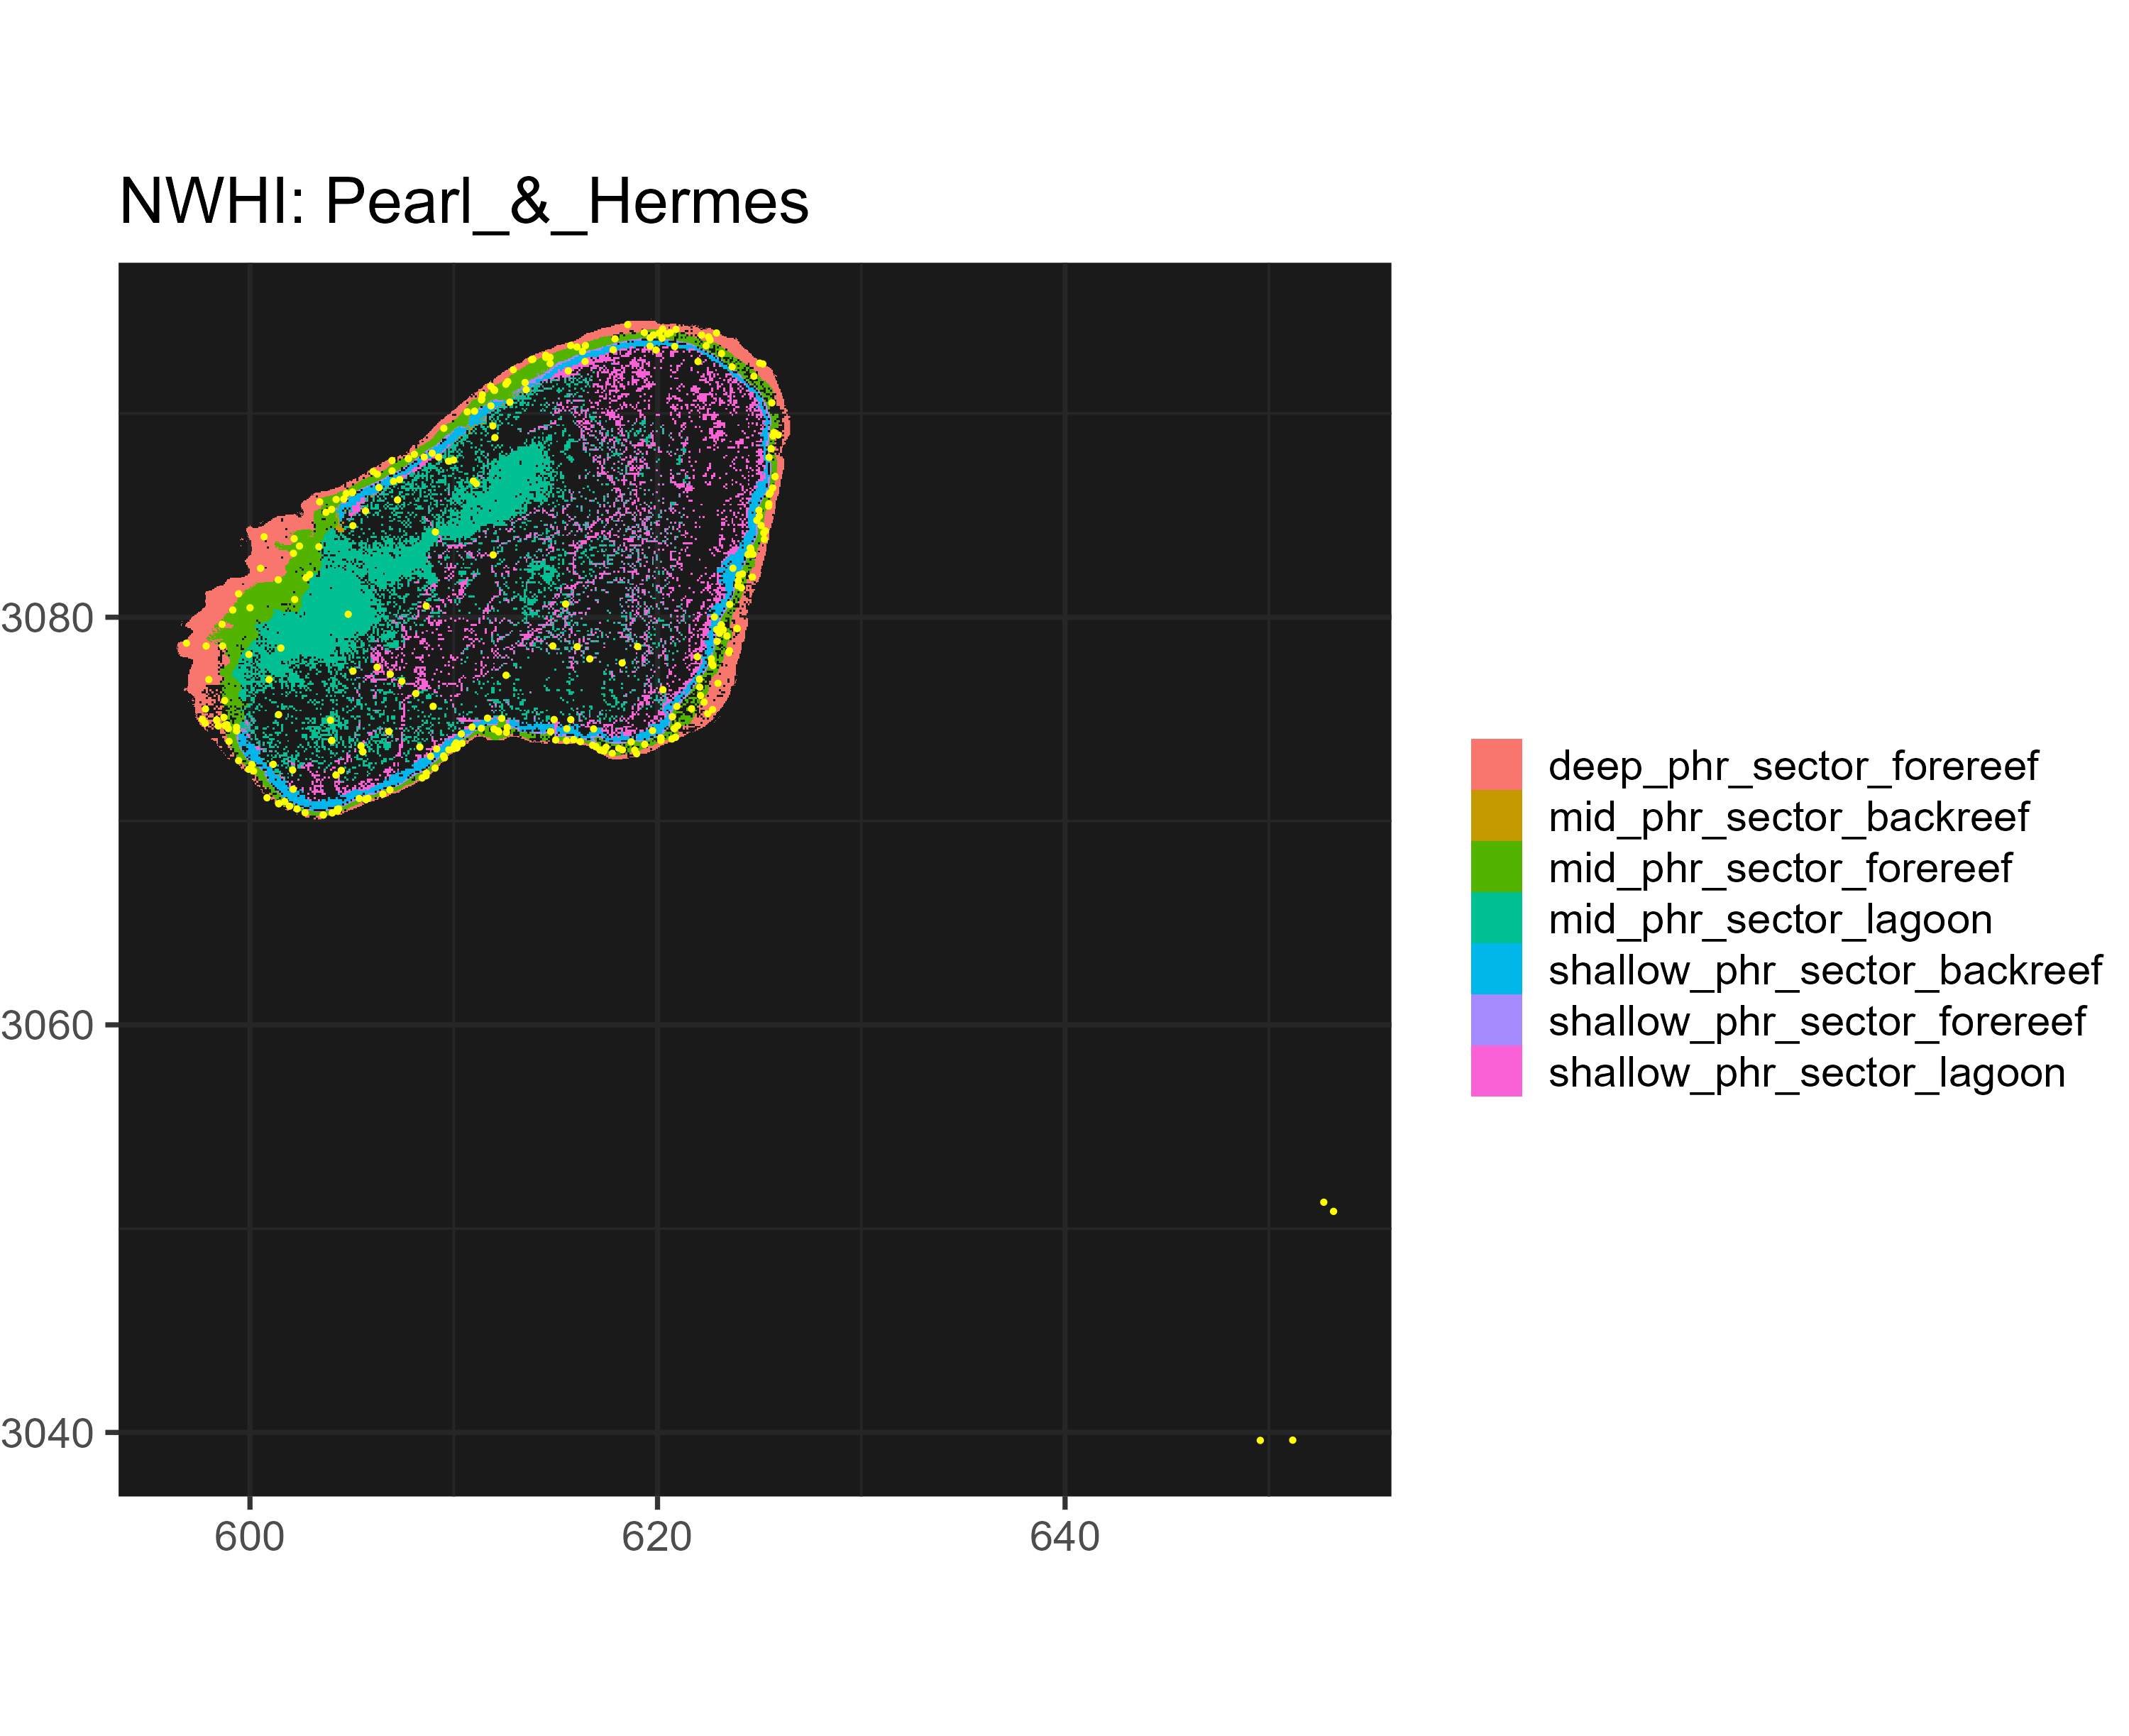 NWHI: Pearl_&_Hermes
3080
3060
3040
600
620
640
deep_phr_sector_forereef
mid_phr_sector_backreef
mid_phr_sector_forereef
mid_phr_sector_lagoon
shallow_phr_sector_backreef
shallow_phr_sector_forereef
shallow_phr_sector_lagoon